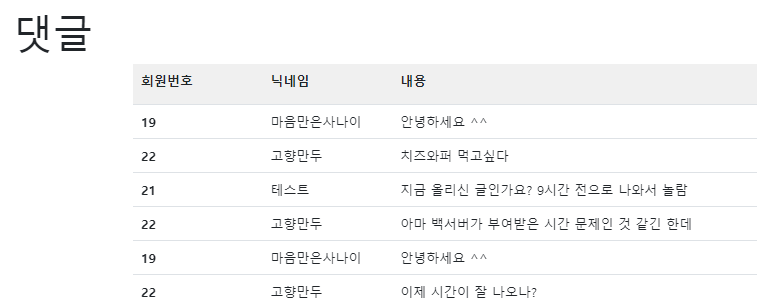 댓글
회원번호 닉네임 내용
19 마음만은사나이 안녕하세요 ^^
22 고향만두 치즈와퍼 먹고싶다
21 테스트 지금 올리신 글인가요? 9시간 전으로 나와서 놀람
22 고향만두 아마 백서버가 부여받은 시간 문제인 것 같긴 한데
19 마음만은사나이 안녕하세요 ^^
22 고향만두 이제 시간이 잘 나오나?